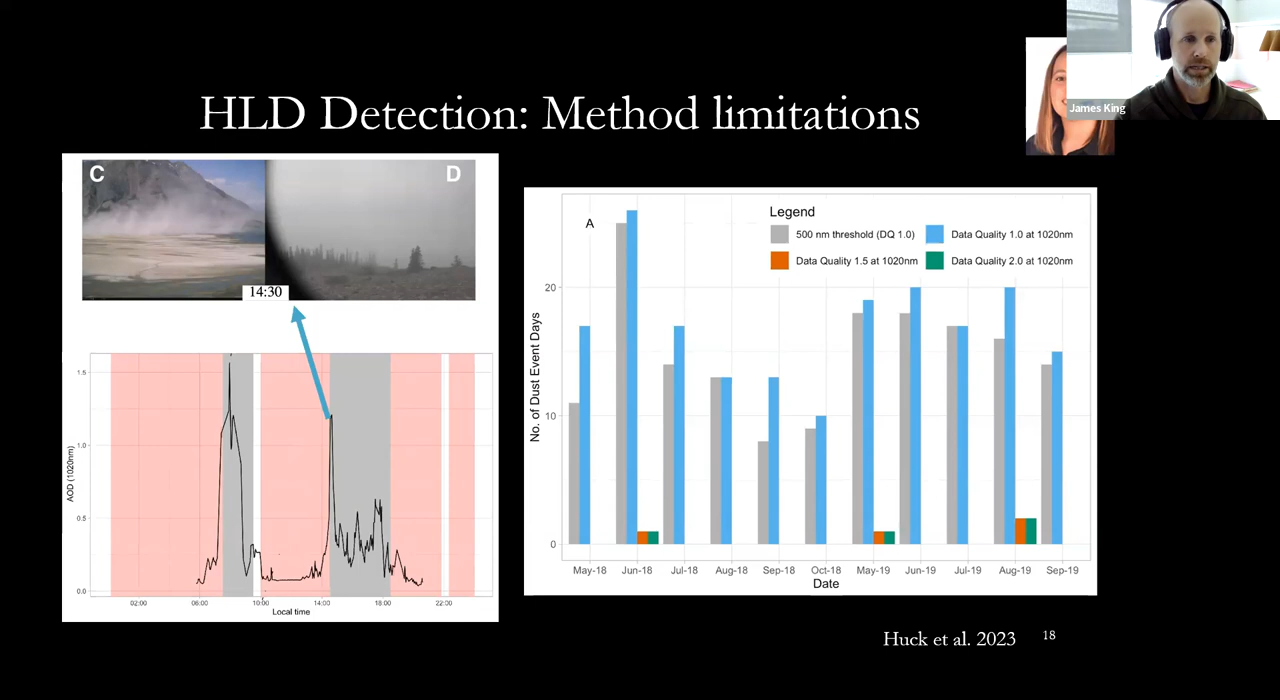 HLD Detection: Method limitations
James King
C
D
14:30
1.5
1.0
0.5
0.0
AOD (1020nm)
02:00 06:00 10:00 14:00 18:00 22:00
Local time
A
Legend
500 nm threshold (DQ 1.0)
Data Quality 1.0 at 1020nm
Data Quality 1.5 at 1020nm
Data Quality 2.0 at 1020nm
20
10
0
No. of Dust Event Days
May-18 Jun-18 Jul-18 Aug-18 Sep-18 Oct-18 May-19 Jun-19 Jul-19 Aug-19 Sep-19
Date
Huck et al. 2023
18